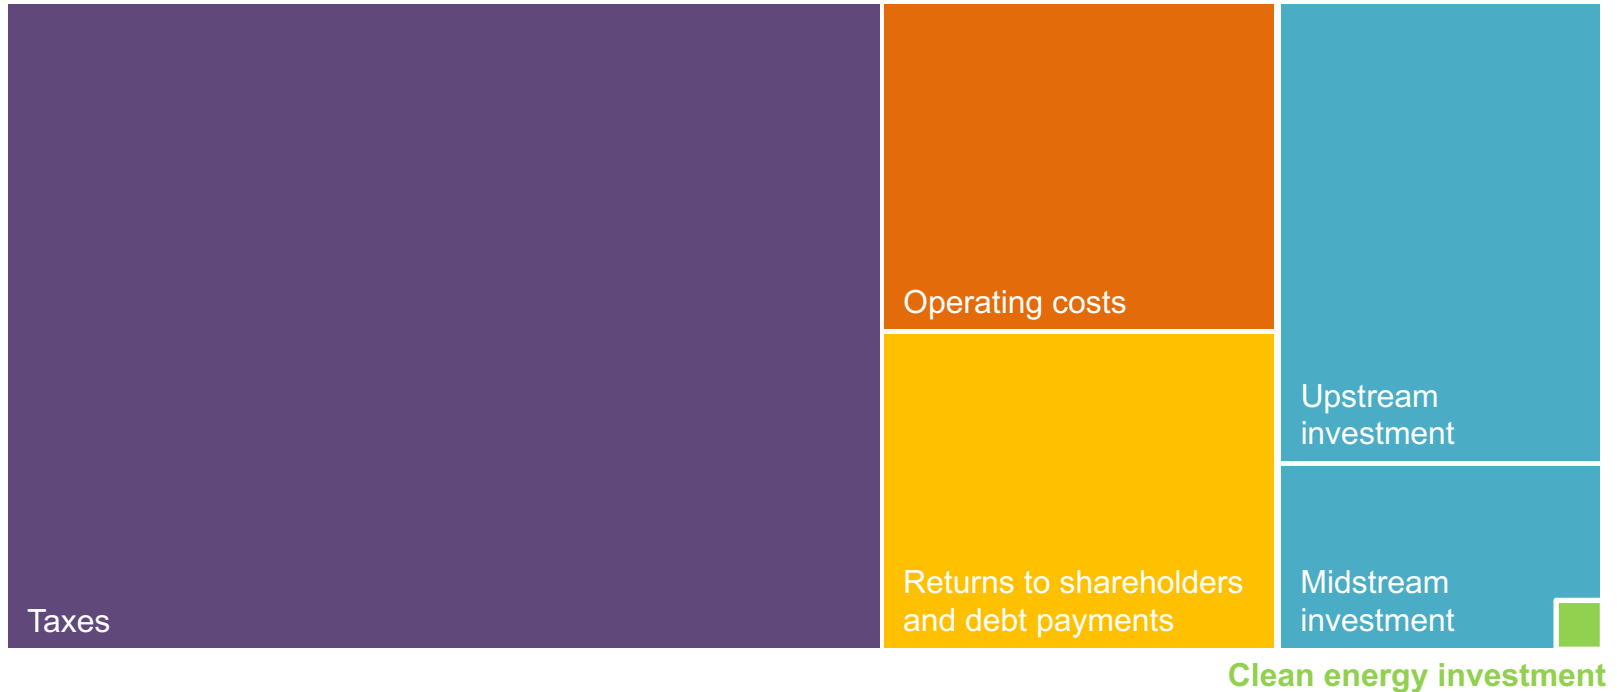 Taxes
Operating costs
Returns to shareholders
and debt payments
Upstream
investment
Midstream
investment
Clean energy investment